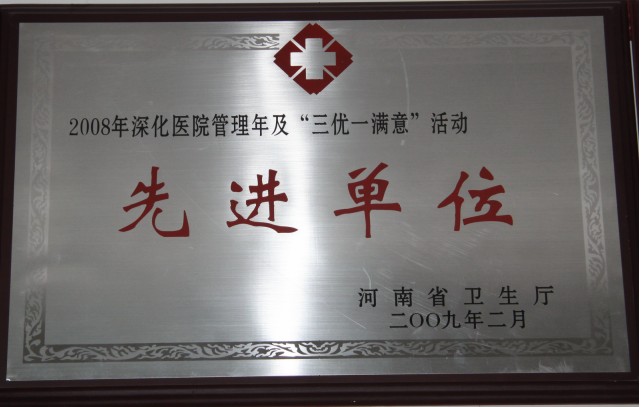 2008年深化医院管理年及“三优一满意”活动
先进单位
河南省卫生厅
二〇〇九年二月